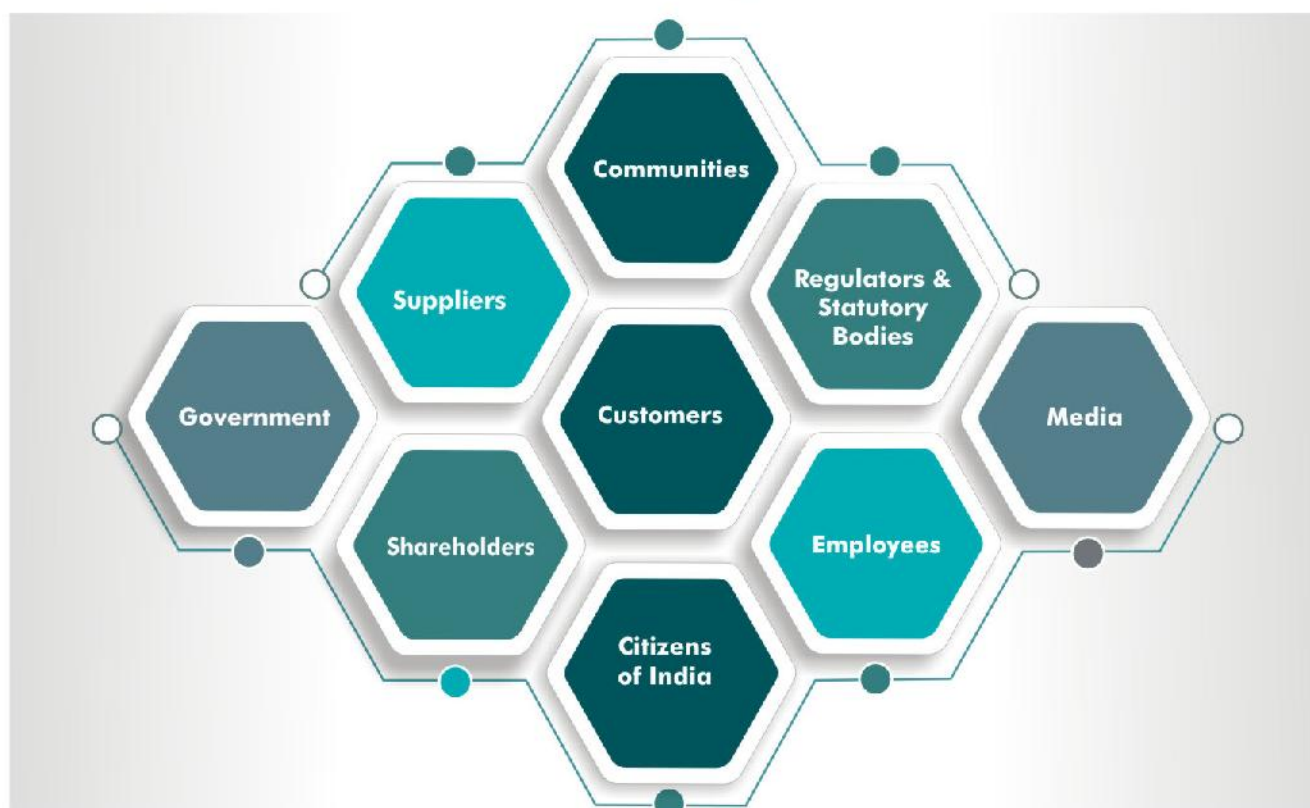 Communities
Suppliers
Regulators &
Statutory
Bodies
Government
Customers
Media
Shareholders
Employees
Citizens
of India